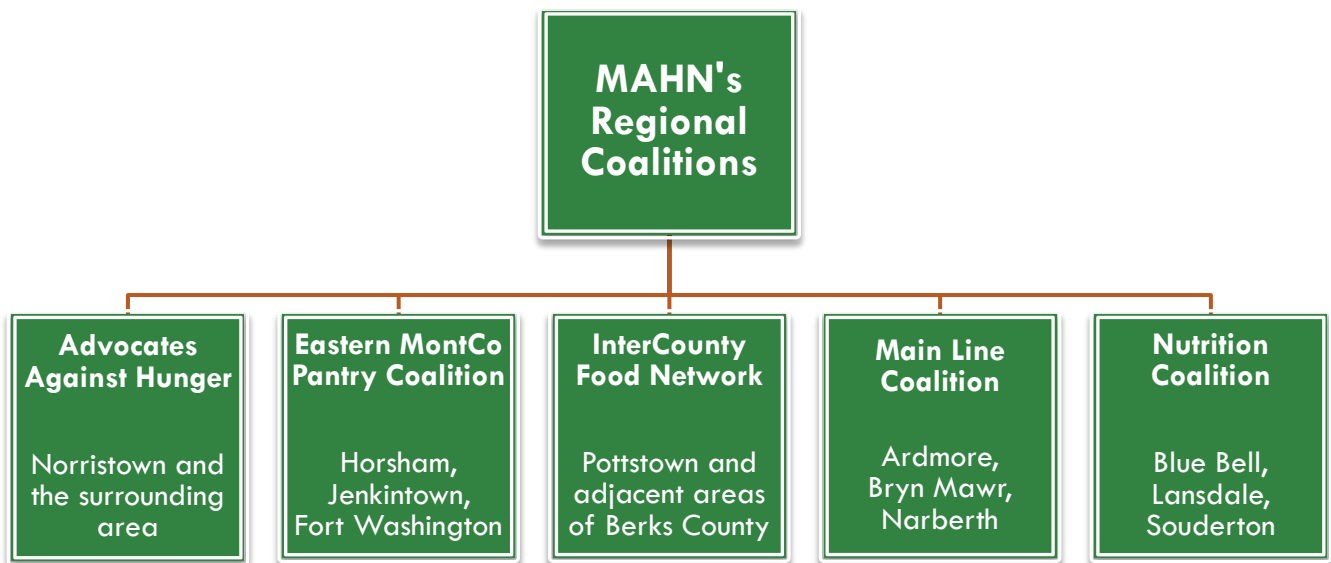 MAHN's
Regional
Coalitions
Advocates
Against Hunger
Norristown and
the surrounding
area
Eastern MontCo
Pantry Coalition
Horsham,
Jenkintown,
Fort Washington
InterCounty
Food Network
Pottstown and
adjacent areas
of Berks County
Main Line
Coalition
Ardmore,
Bryn Mawr,
Narberth
Nutrition
Coalition
Blue Bell,
Lansdale,
Souderton